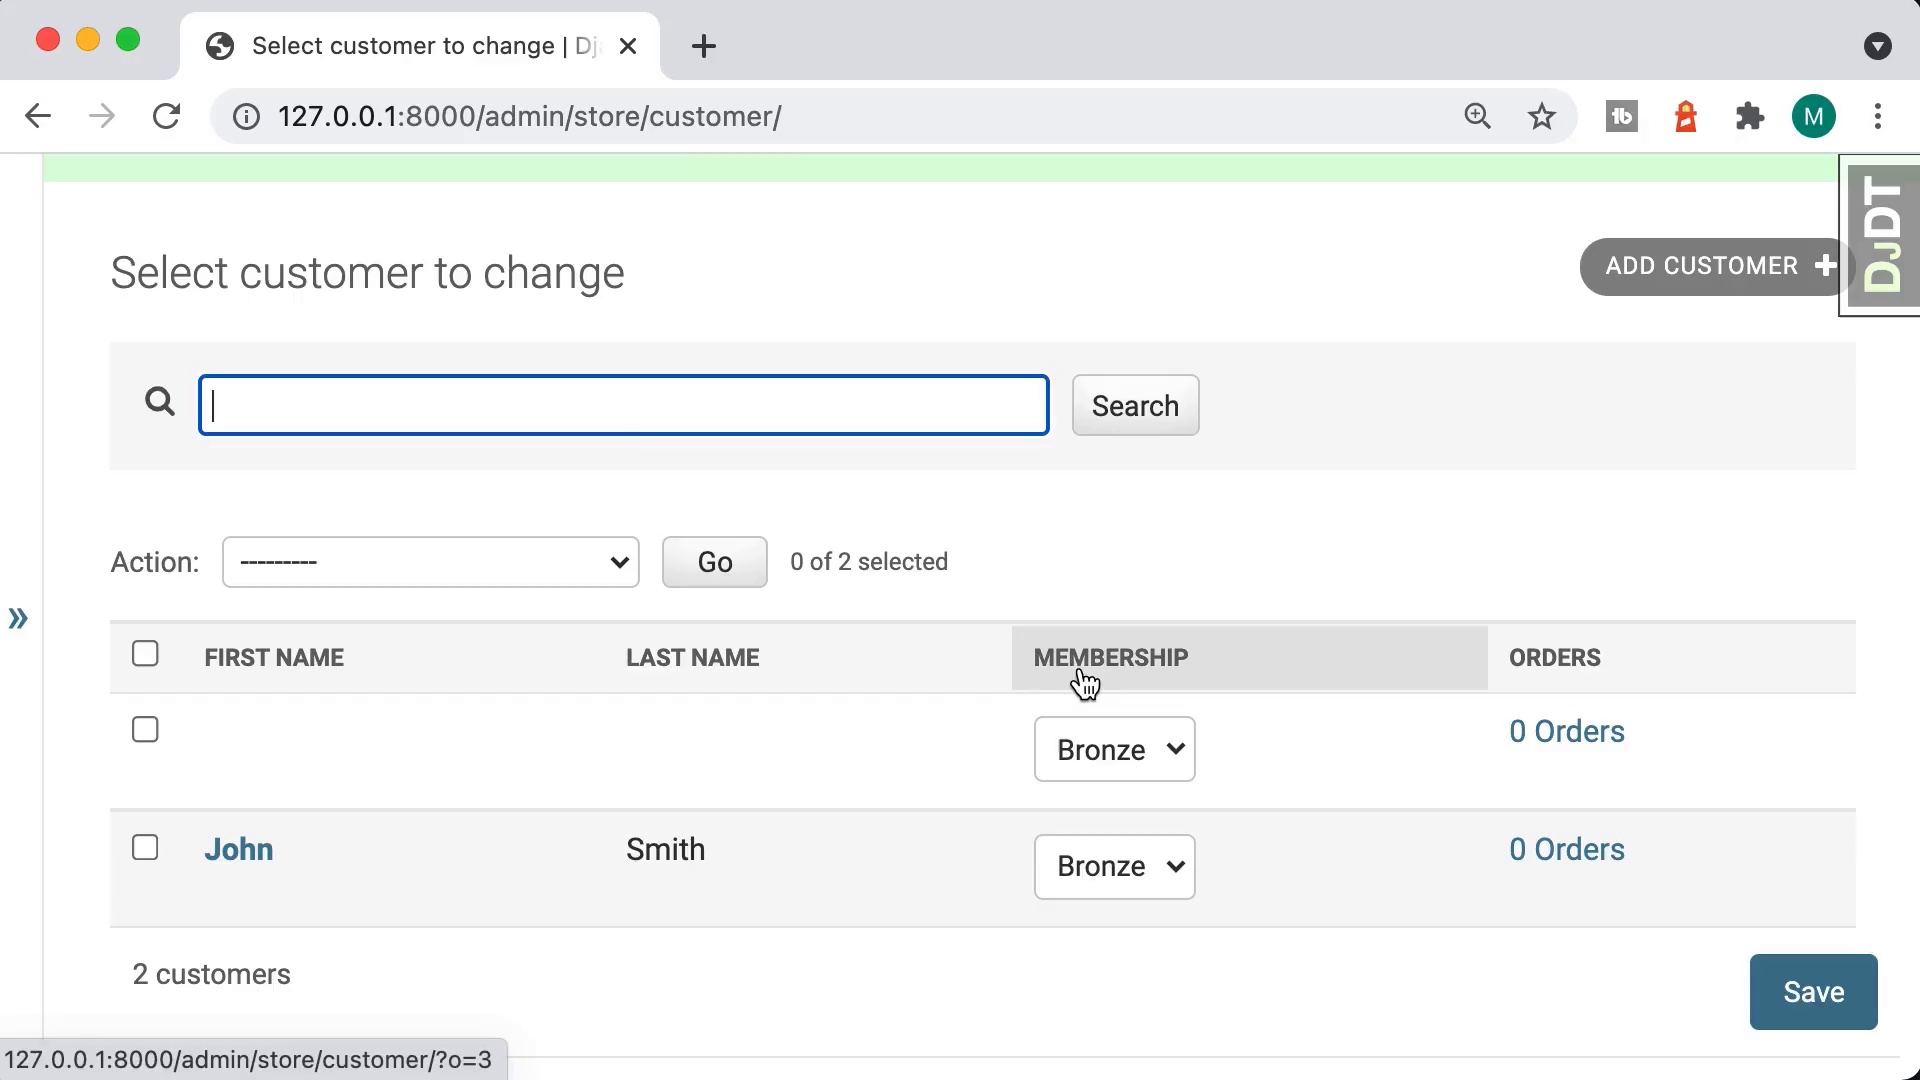 Select customer to change | Dj
127.0.0.1:8000/admin/store/customer/
tb
M
DJDT
Select customer to change
ADD CUSTOMER +
Search
Action: --------- Go 0 of 2 selected
»
FIRST NAME LAST NAME MEMBERSHIP ORDERS
Bronze 0 Orders
John Smith Bronze 0 Orders
2 customers
Save
127.0.0.1:8000/admin/store/customer/?o=3